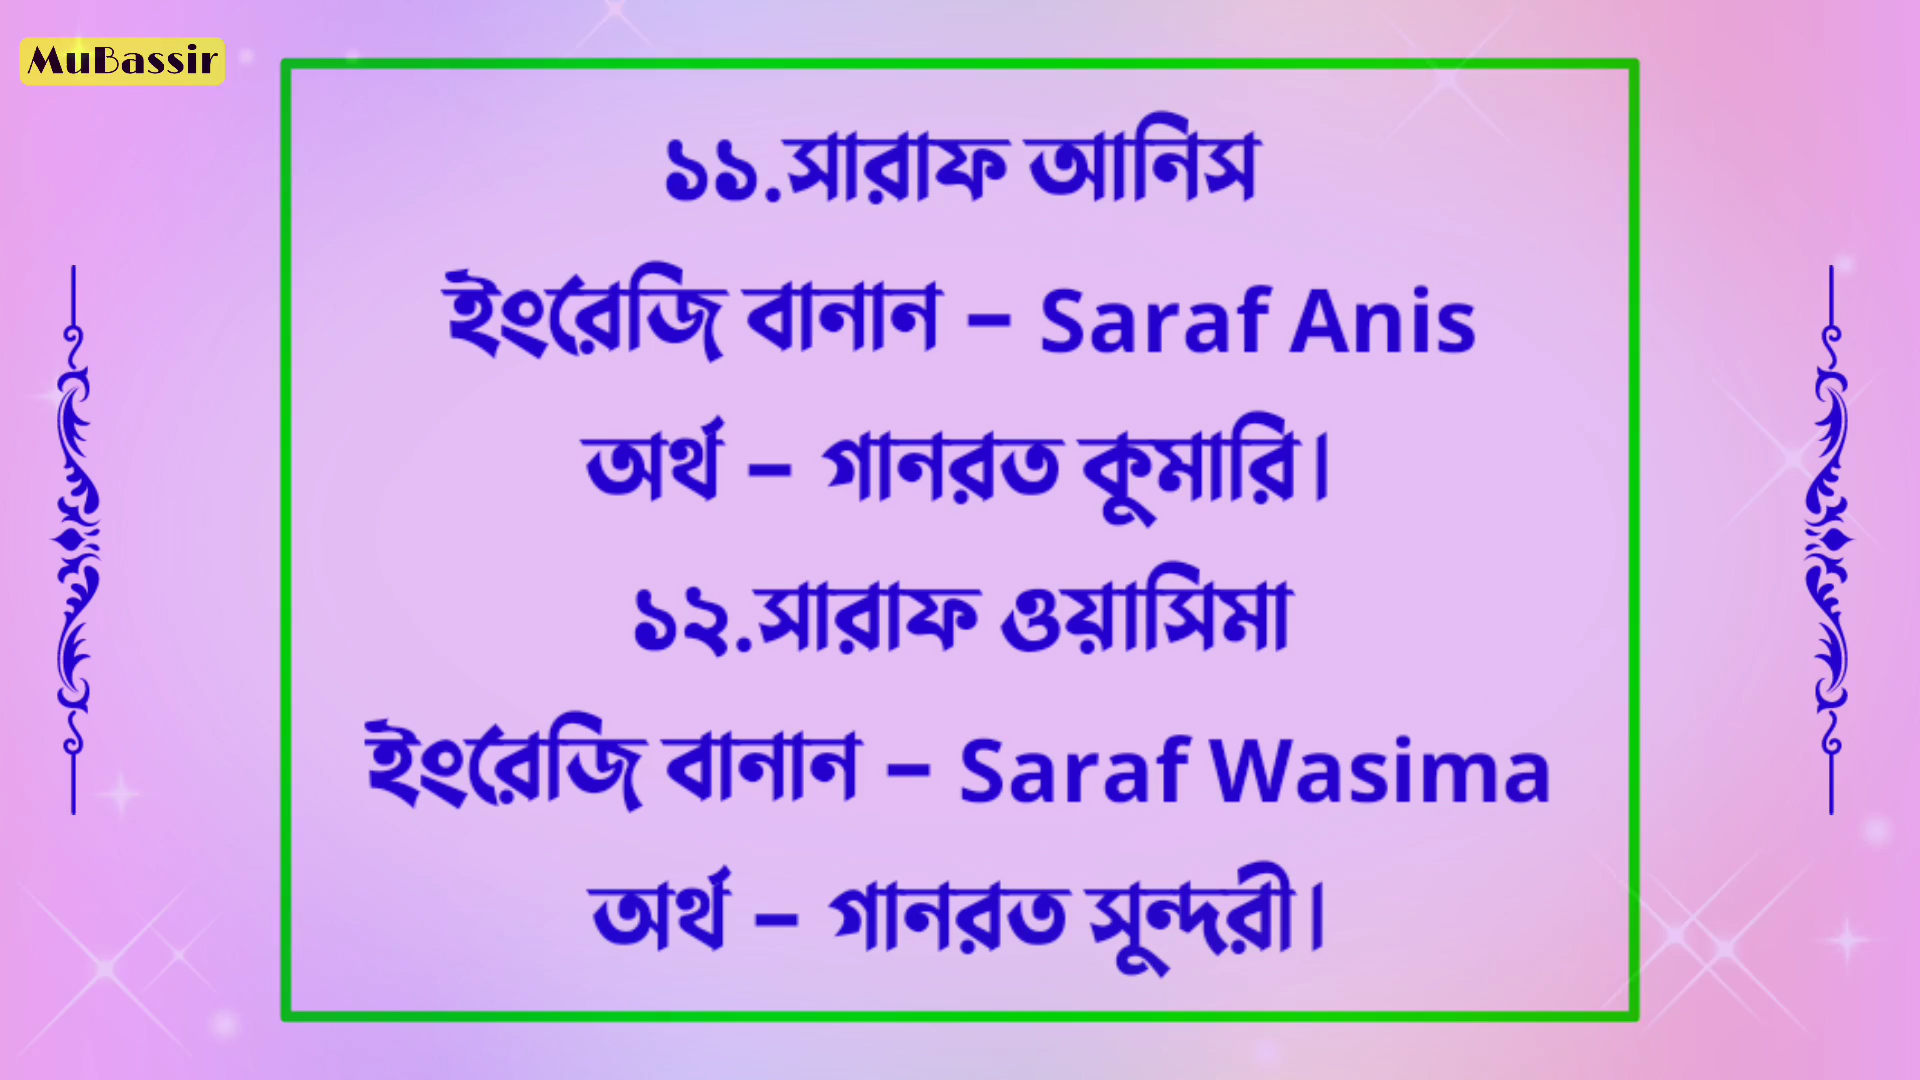 MuBassir
১১.সারাফ আনিস
ইংরেজি বানান – Saraf Anis
অর্থ – গানরত কুমারি।
১২.সারাফ ওয়াসিমা
ইংরেজি বানান – Saraf Wasima
অর্থ – গানরত সুন্দরী।